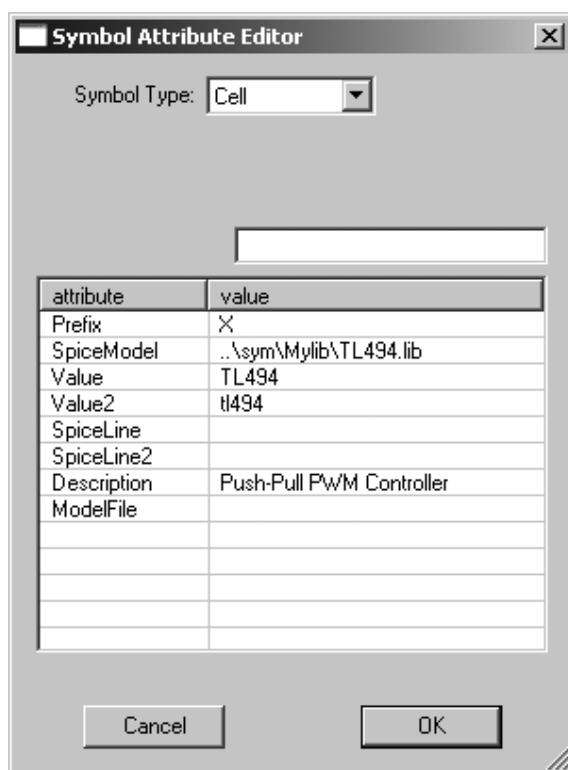 Symbol Attribute Editor
Symbol Type: Cell
attribute value
Prefix X
SpiceModel ..\sym\Mylib\TL494.lib
Value TL494
Value2 tl494
SpiceLine
SpiceLine2
Description Push-Pull PWM Controller
ModelFile
Cancel OK